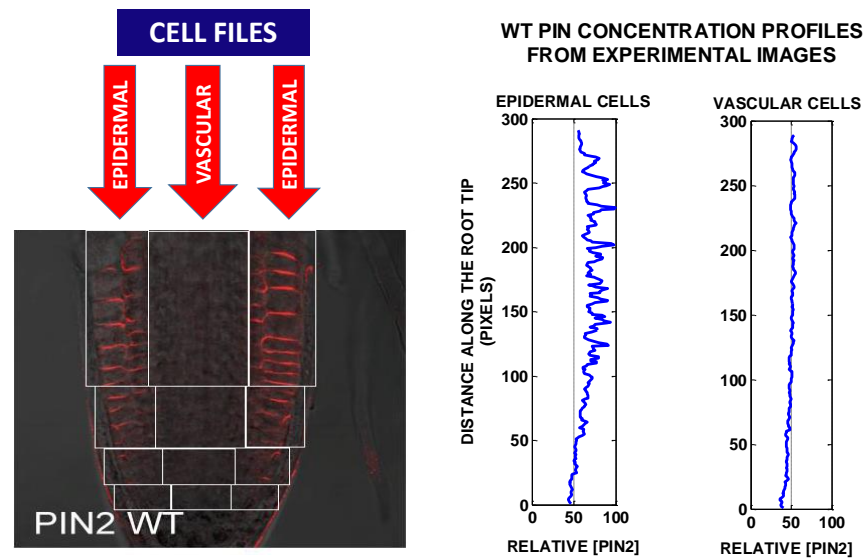 CELL FILES
EPIDERMAL
VASCULAR
EPIDERMAL
PIN2 WT
WT PIN CONCENTRATION PROFILES
FROM EXPERIMENTAL IMAGES
EPIDERMAL CELLS
300
250
200
150
100
50
0
0 50 100
RELATIVE [PIN2]
DISTANCE ALONG THE ROOT TIP
(PIXELS)
VASCULAR CELLS
300
250
200
150
100
50
0
0 50 100
RELATIVE [PIN2]